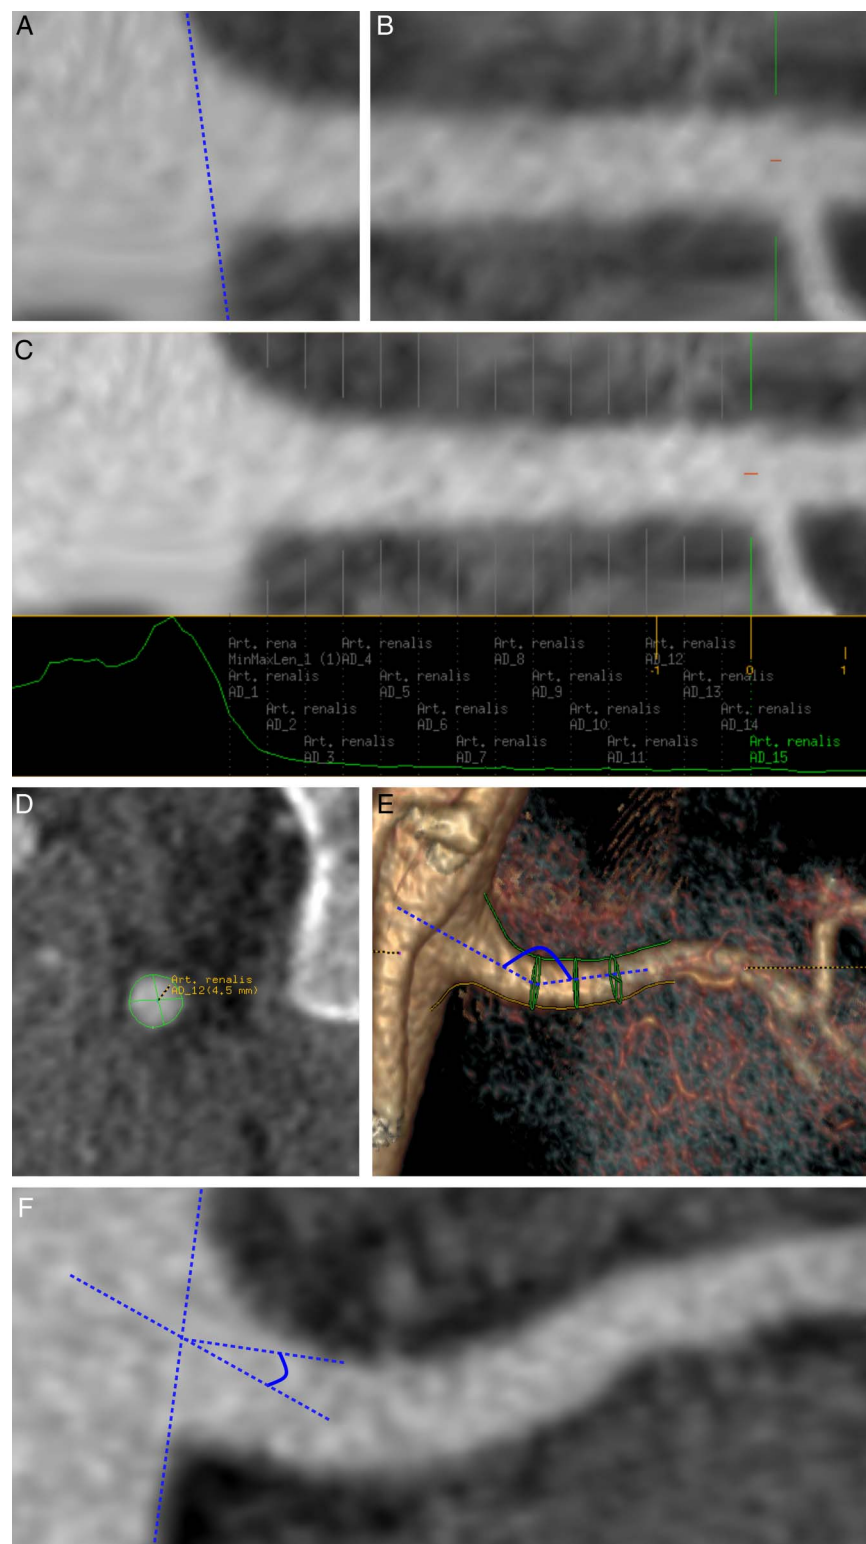 A
B
C
Art. rena
MinMaxLen_1 (1)
Art. renalis
AD_4
Art. renalis
AD_8
Art. renalis
AD_12
-1
0
1
Art. renalis
AD_1
Art. renalis
AD_5
Art. renalis
AD_9
Art. renalis
AD_13
Art. renalis
AD_2
Art. renalis
AD_6
Art. renalis
AD_10
Art. renalis
AD_14
Art. renalis
AD_3
Art. renalis
AD_7
Art. renalis
AD_11
Art. renalis
AD_15
D
Art. renalis
AD_12(4.5 mm)
E
F